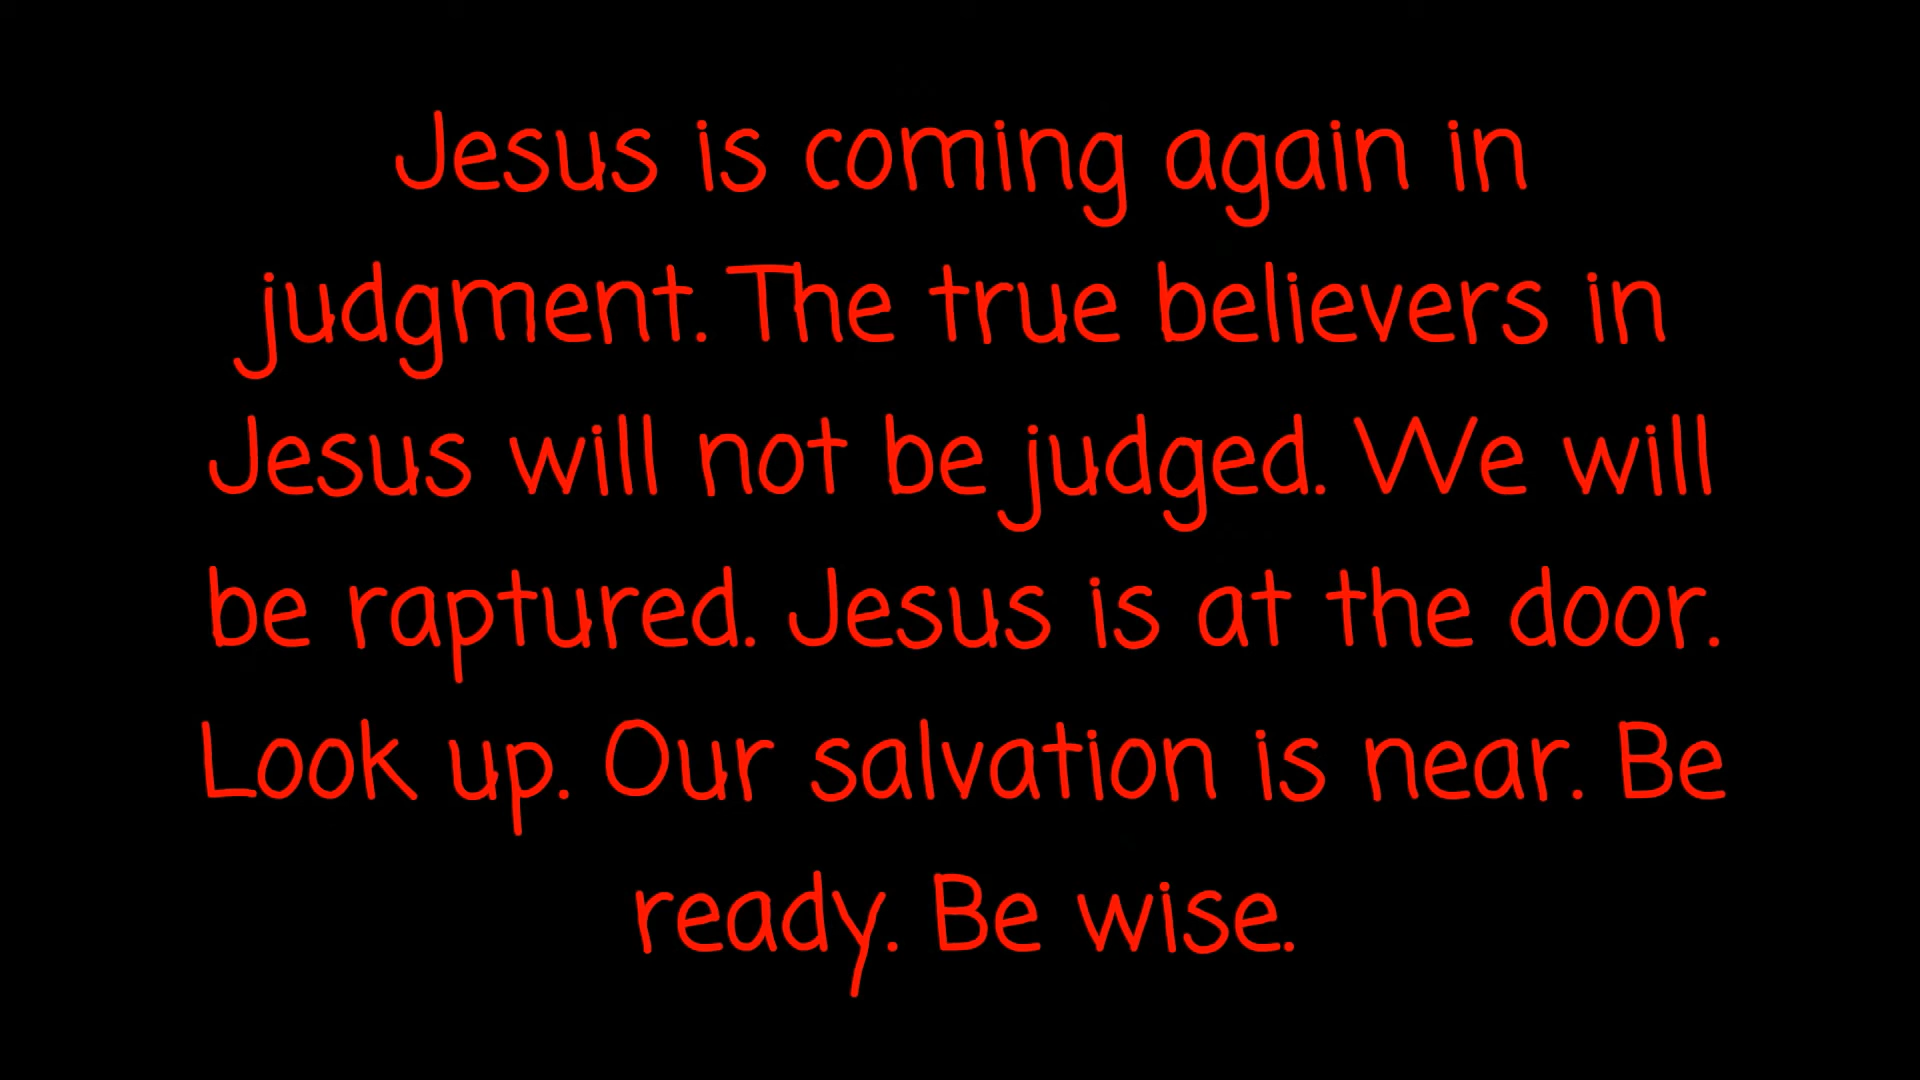 Jesus is coming again in
judgment. The true believers in
Jesus will not be judged. We will
be raptured. Jesus is at the door.
Look up. Our salvation is near. Be
ready. Be wise.